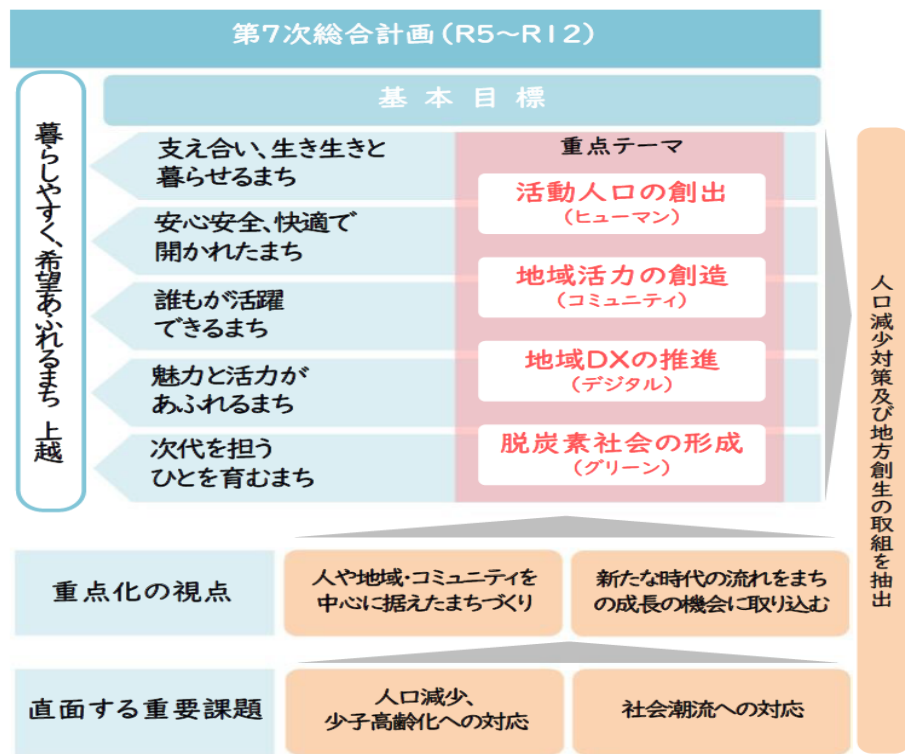 第7次総合計画（R5～R12）
基本目標
暮らしやすく、希望あふれるまち 上越
支え合い、生き生きと
暮らせるまち
安心安全、快適で
開かれたまち
誰もが活躍
できるまち
魅力と活力が
あふれるまち
次代を担う
ひとを育むまち
重点テーマ
活動人口の創出
（ヒューマン）
地域活力の創造
（コミュニティ）
地域DXの推進
（デジタル）
脱炭素社会の形成
（グリーン）
人口減少対策及び地方創生の取組を抽出
重点化の視点
人や地域・コミュニティを
中心に据えたまちづくり
新たな時代の流れをまち
の成長の機会に取り込む
直面する重要課題
人口減少、
少子高齢化への対応
社会潮流への対応